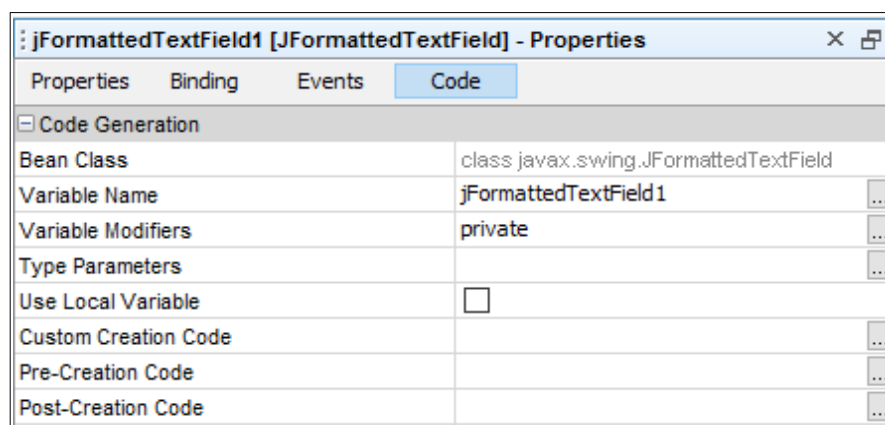 jFormattedTextField1 [JFormattedTextField] - Properties
Properties Binding Events Code
Code Generation
Bean Class class javax.swing.JFormattedTextField
Variable Name jFormattedTextField1 ...
Variable Modifiers private ...
Type Parameters ...
Use Local Variable
Custom Creation Code ...
Pre-Creation Code ...
Post-Creation Code ...